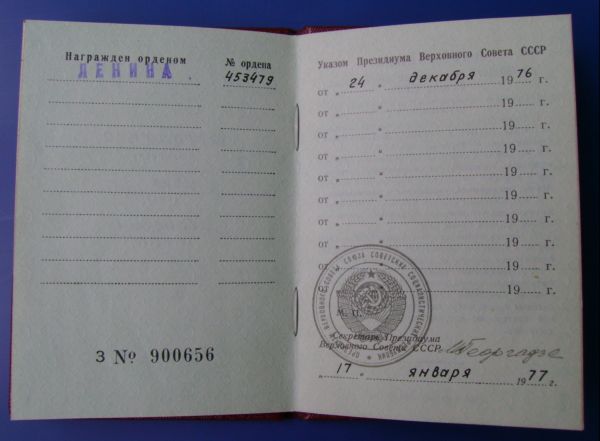 Награжден орденом
№ ордена
ЛЕНИНА.
453479
З № 900656
Указом Президиума Верховного Совета СССР
от „ 24 " декабря 1976 г.
от „ " 19 г.
от „ " 19 г.
от „ " 19 г.
от „ " 19 г.
от „ " 19 г.
от „ " 19 г.
от „ " 19 г.
от „ " 19 г.
от „ " 19 г.
М. П.
Секретарь Президиума
Верховного Совета СССР
М Георгадзе
„ 17 " января 1977 г.